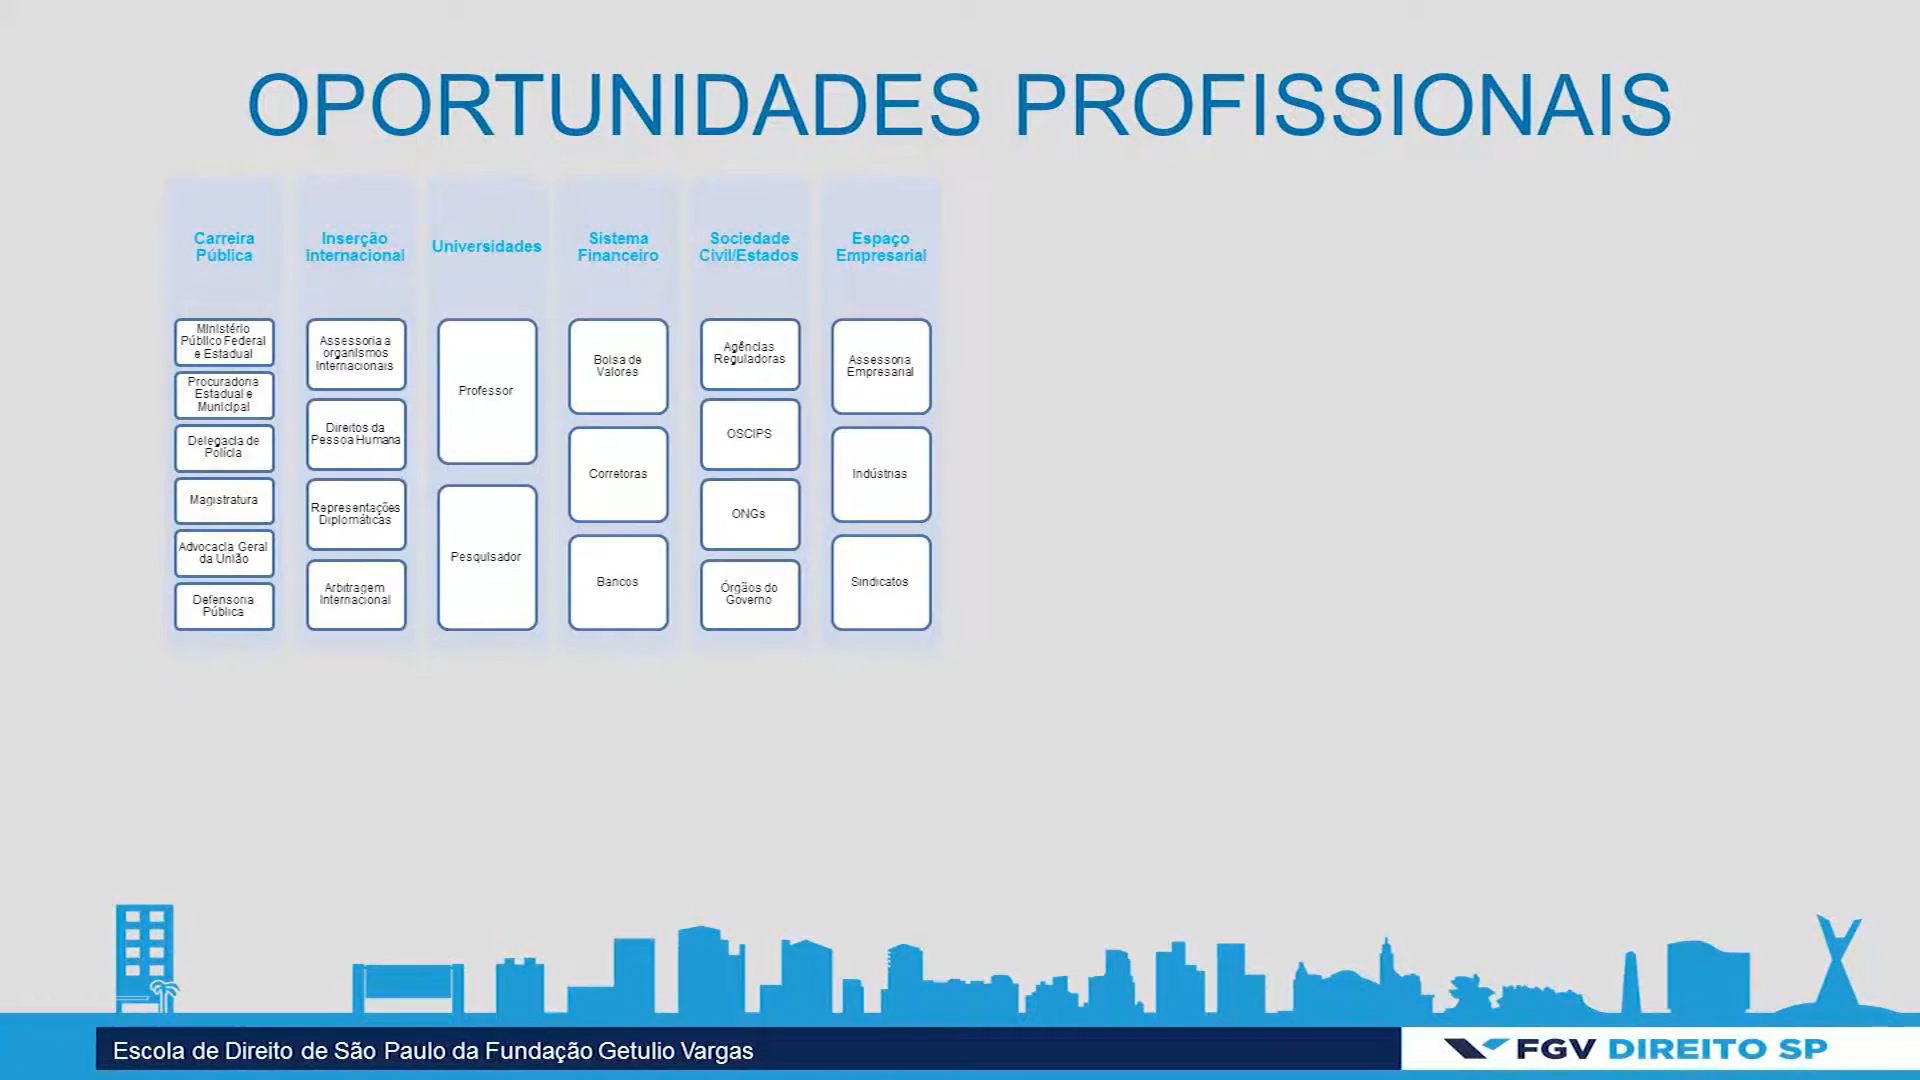 OPORTUNIDADES PROFISSIONAIS
Carreira
Pública
Ministério
Público Federal
e Estadual
Procuradoria
Estadual e
Municipal
Delegacia de
Polícia
Magistratura
Advocacia Geral
da União
Defensoria
Pública
Inserção
internacional
Assessoria a
organismos
Internacionais
Direitos da
Pessoa Humana
Representações
Diplomáticas
Arbitragem
Internacional
Universidades
Professor
Pesquisador
Sistema
Financeiro
Bolsa de
Valores
Corretoras
Bancos
Sociedade
Civil/Estados
Agências
Reguladoras
OSCIPS
ONGs
Órgãos do
Governo
Espaço
Empresarial
Assessoria
Empresarial
Indústrias
Sindicatos
Escola de Direito de São Paulo da Fundação Getulio Vargas
FGV DIREITO SP